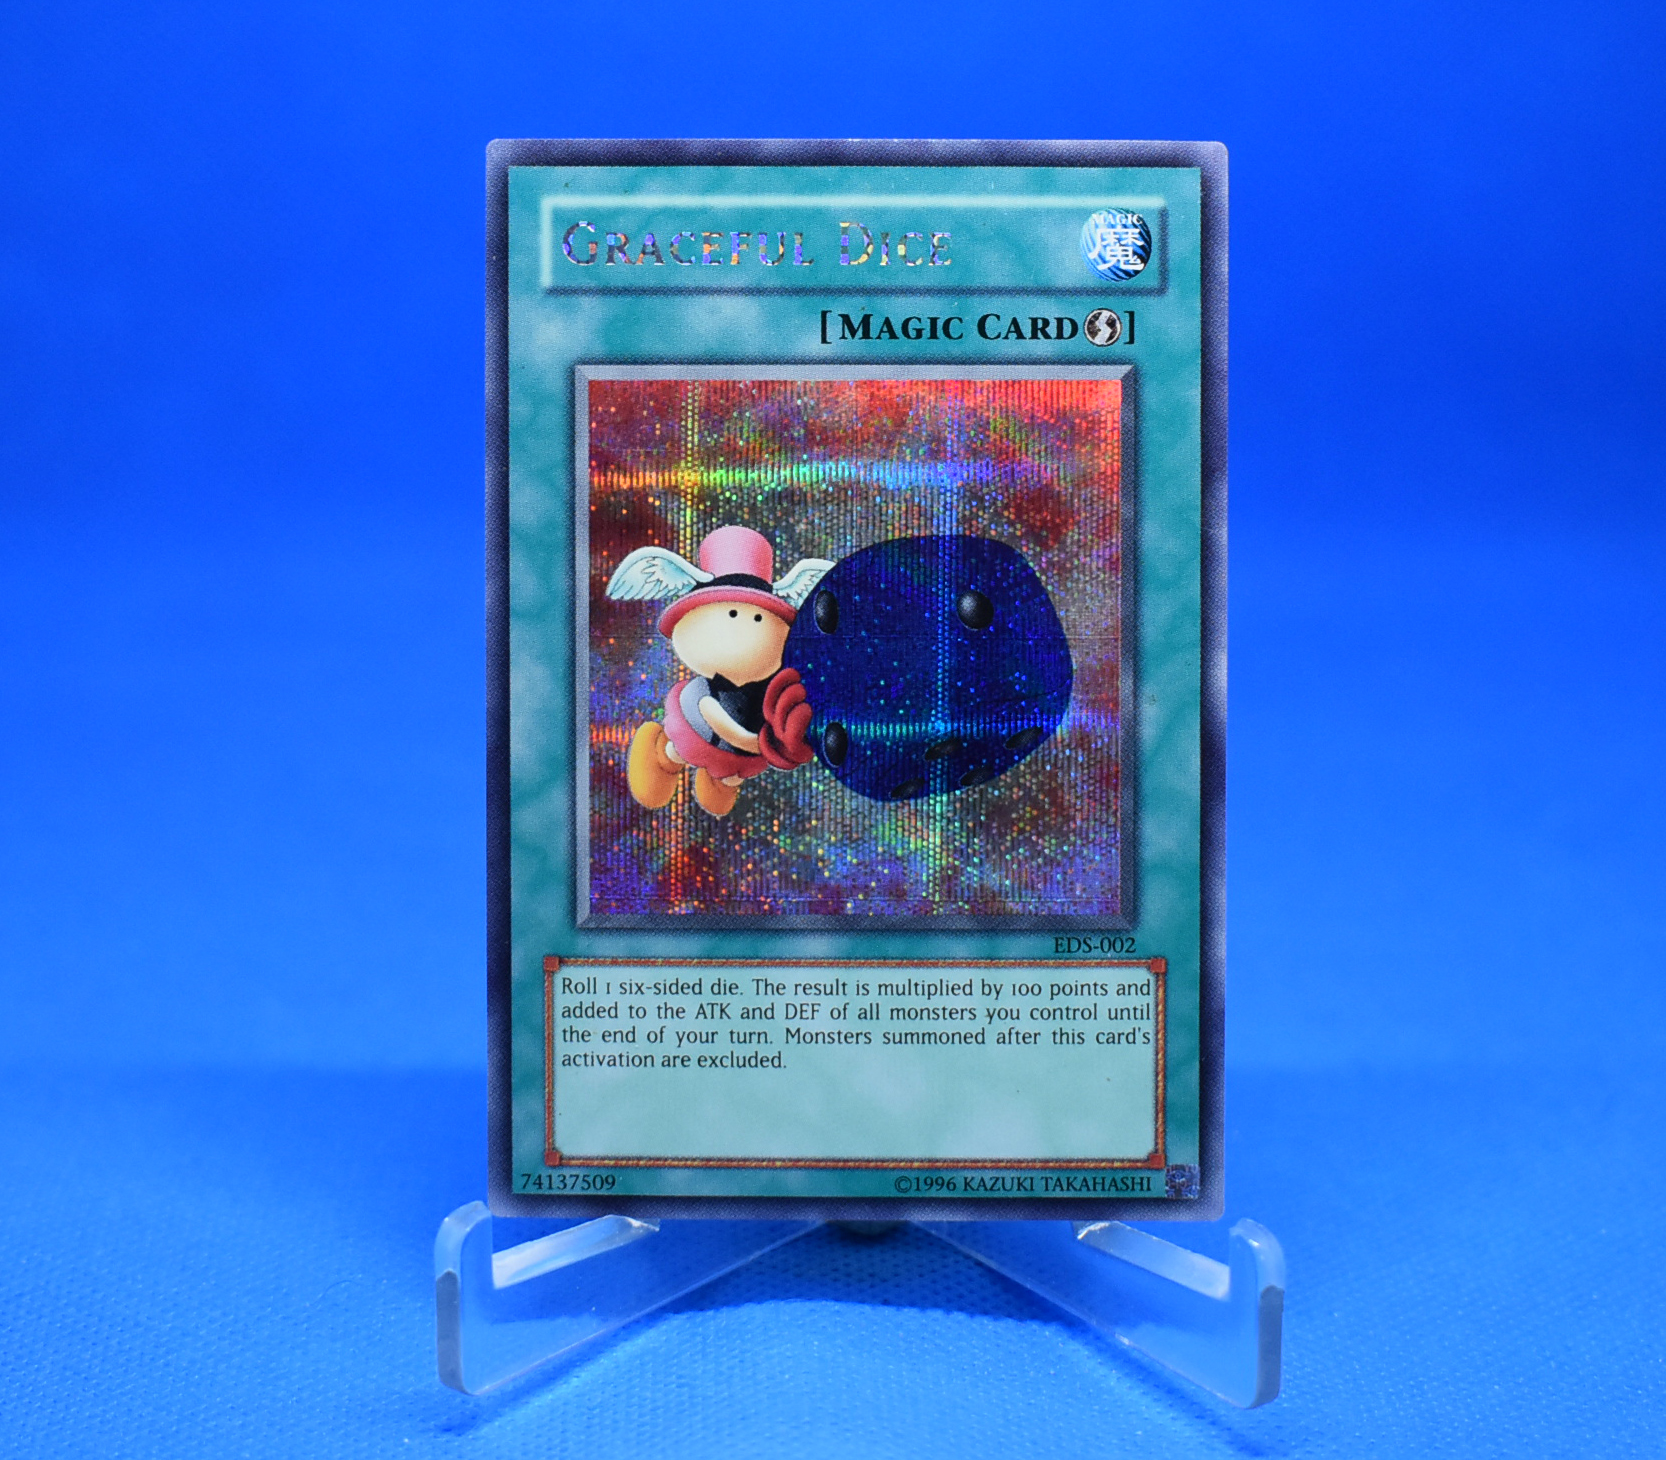 GRACEFUL DICE
MAGIC
魔
[MAGIC CARD]
EDS-002
Roll 1 six-sided die. The result is multiplied by 100 points and
added to the ATK and DEF of all monsters you control until
the end of your turn. Monsters summoned after this card's
activation are excluded.
74137509
©1996 KAZUKI TAKAHASHI